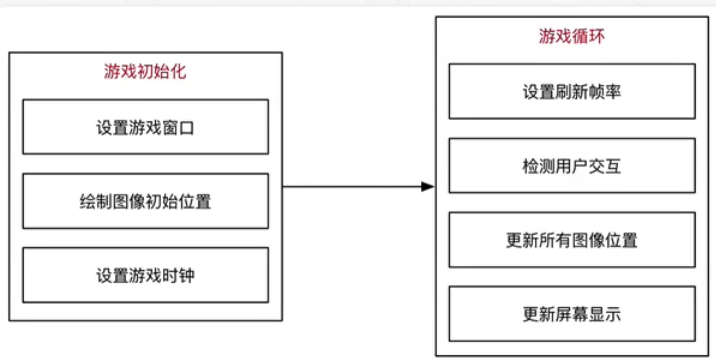 游戏初始化
设置游戏窗口
绘制图像初始位置
设置游戏时钟
游戏循环
设置刷新帧率
检测用户交互
更新所有图像位置
更新屏幕显示